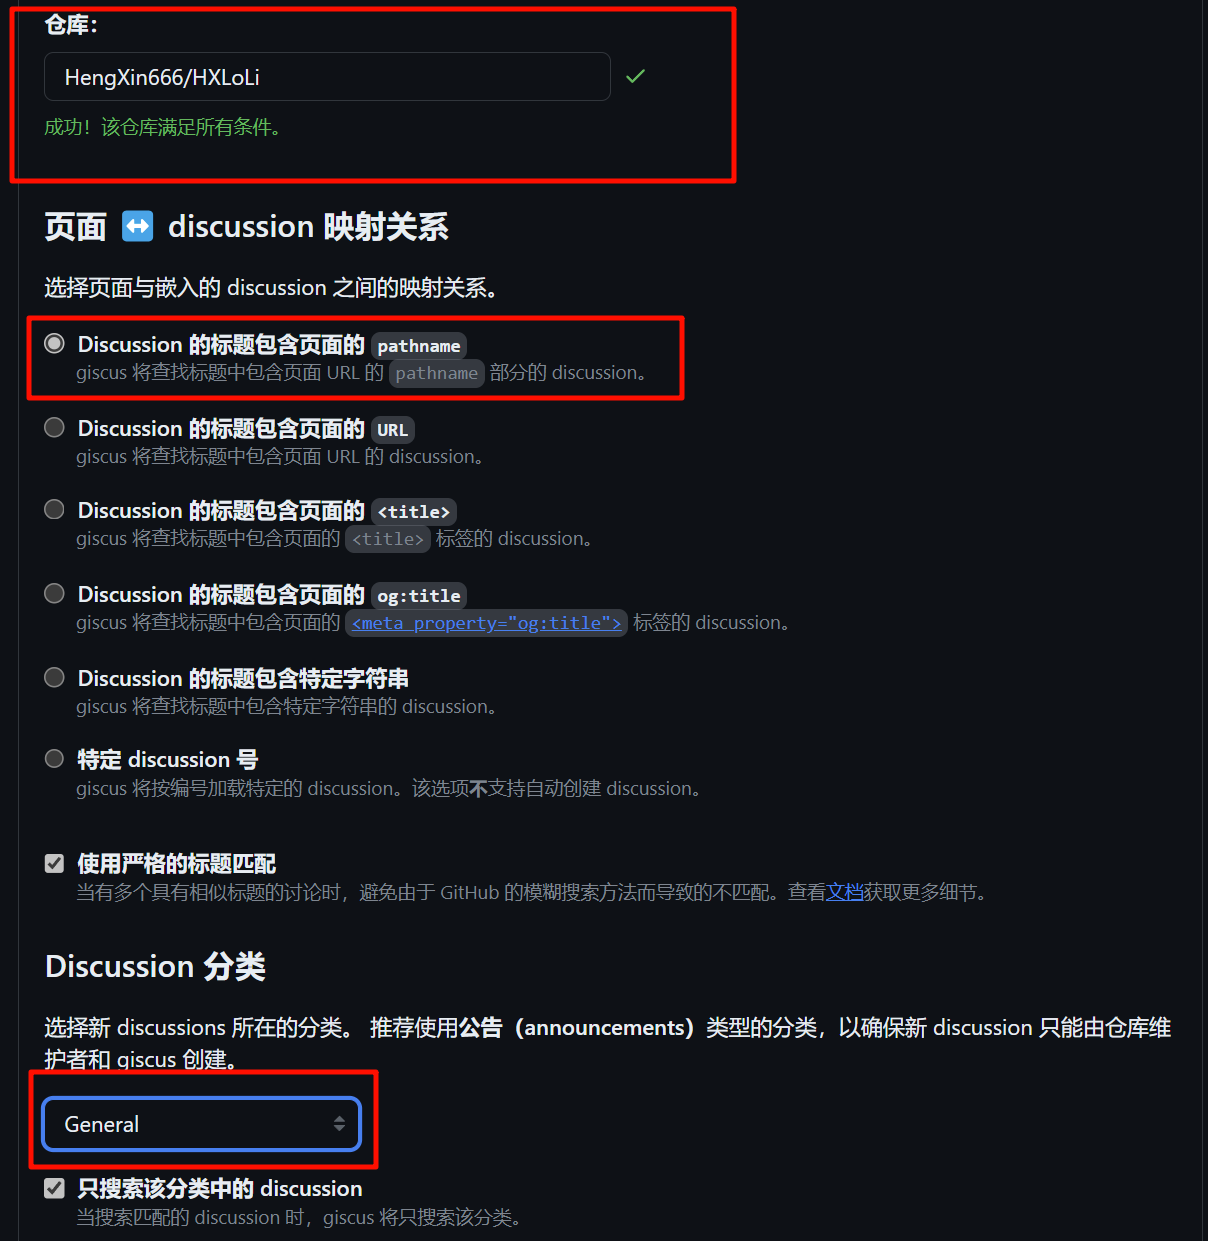 仓库：
HengXin666/HXLoLi
成功！该仓库满足所有条件。
页面 ↔️ discussion 映射关系
选择页面与嵌入的 discussion 之间的映射关系。
Discussion 的标题包含页面的 pathname
giscus 将查找标题中包含页面 URL 的 pathname 部分的 discussion。
Discussion 的标题包含页面的 URL
giscus 将查找标题中包含页面 URL 的 discussion。
Discussion 的标题包含页面的 <title>
giscus 将查找标题中包含页面的 <title> 标签的 discussion。
Discussion 的标题包含页面的 og:title
giscus 将查找标题中包含页面的 <meta property="og:title"> 标签的 discussion。
Discussion 的标题包含特定字符串
giscus 将查找标题中包含特定字符串的 discussion。
特定 discussion 号
giscus 将按编号加载特定的 discussion。该选项不支持自动创建 discussion。
使用严格的标题匹配
当有多个具有相似标题的讨论时，避免由于 GitHub 的模糊搜索方法而导致的不匹配。查看文档获取更多细节。
Discussion 分类
选择新 discussions 所在的分类。 推荐使用公告（announcements）类型的分类，以确保新 discussion 只能由仓库维
护者和 giscus 创建。
General
只搜索该分类中的 discussion
当搜索匹配的 discussion 时，giscus 将只搜索该分类。